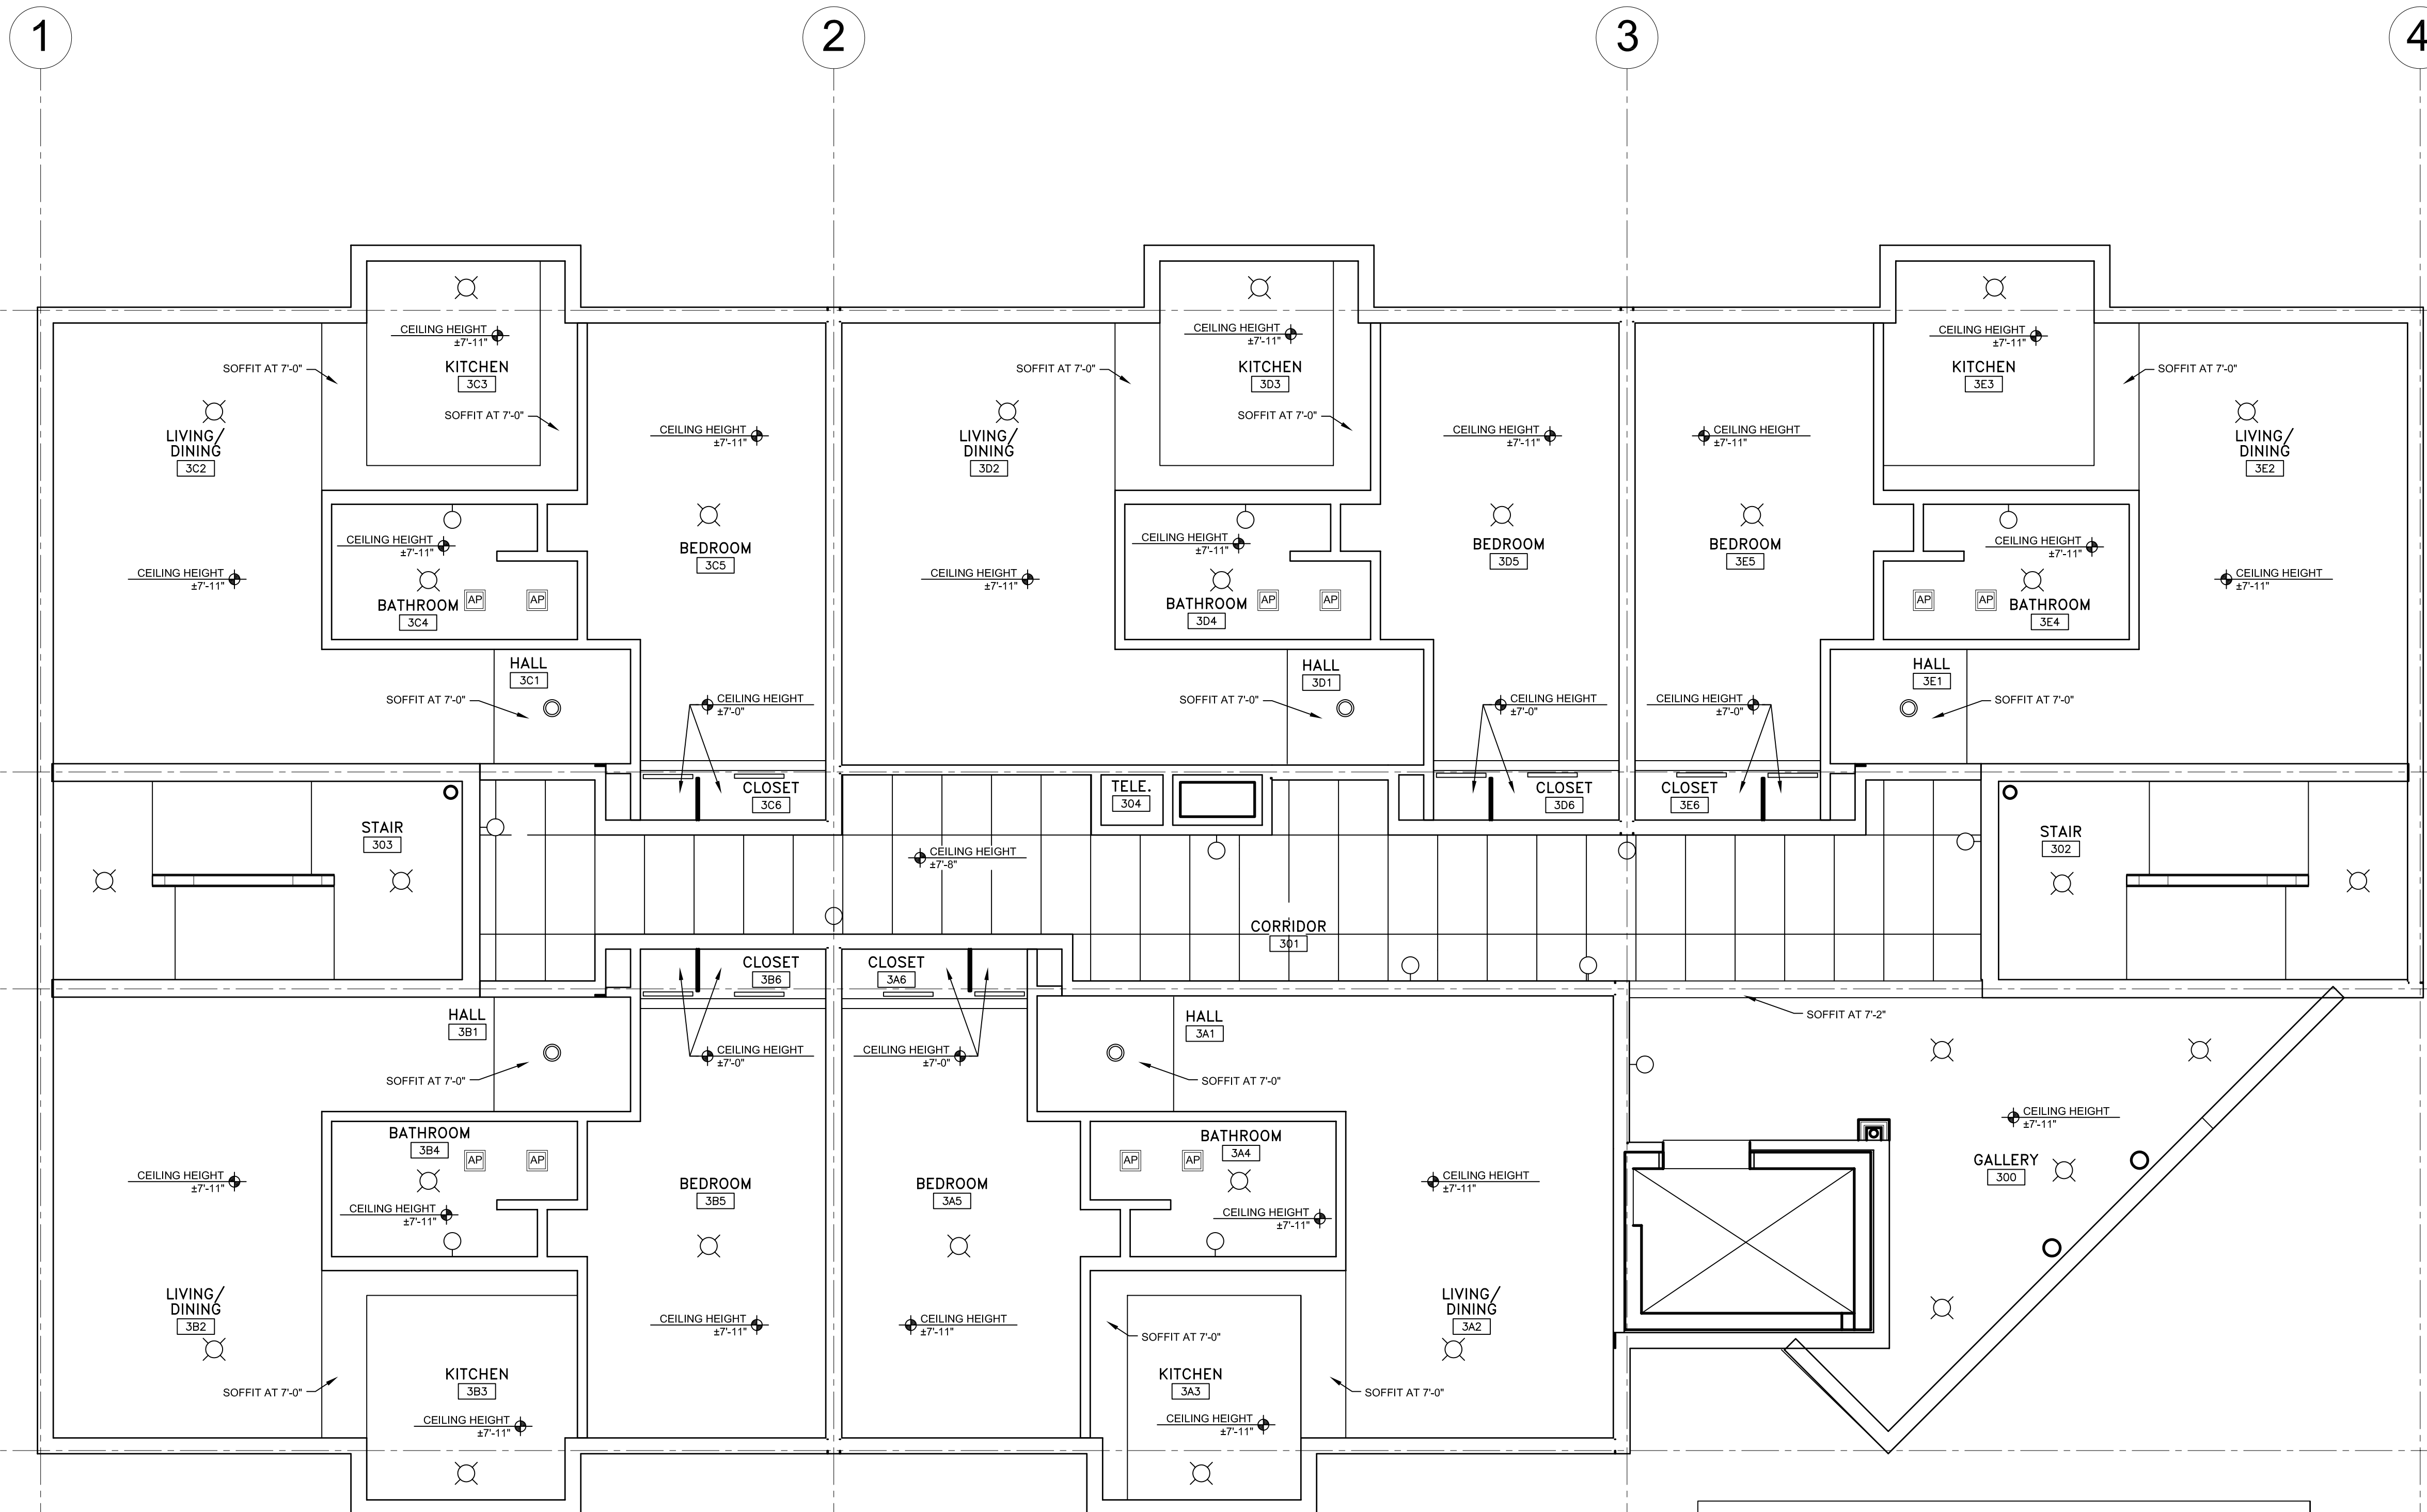 1
2
3
4
CEILING HEIGHT
±7'-11"
KITCHEN
3C3
SOFFIT AT 7'-0"
SOFFIT AT 7'-0"
LIVING/
DINING
3C2
CEILING HEIGHT
±7'-11"
CEILING HEIGHT
±7'-11"
BEDROOM
3C5
CEILING HEIGHT
±7'-11"
BATHROOM
3C4
AP
AP
HALL
3C1
SOFFIT AT 7'-0"
CEILING HEIGHT
±7'-0"
CLOSET
3C6
CEILING HEIGHT
±7'-11"
KITCHEN
3D3
SOFFIT AT 7'-0"
SOFFIT AT 7'-0"
LIVING/
DINING
3D2
CEILING HEIGHT
±7'-11"
CEILING HEIGHT
±7'-11"
BEDROOM
3D5
CEILING HEIGHT
±7'-11"
BATHROOM
3D4
AP
AP
HALL
3D1
SOFFIT AT 7'-0"
CEILING HEIGHT
±7'-0"
CLOSET
3D6
CEILING HEIGHT
±7'-11"
KITCHEN
3E3
SOFFIT AT 7'-0"
CEILING HEIGHT
±7'-11"
BEDROOM
3E5
LIVING/
DINING
3E2
CEILING HEIGHT
±7'-11"
CEILING HEIGHT
±7'-11"
AP
AP
BATHROOM
3E4
HALL
3E1
SOFFIT AT 7'-0"
CEILING HEIGHT
±7'-0"
CLOSET
3E6
TELE.
304
STAIR
303
CEILING HEIGHT
±7'-8"
CORRIDOR
301
STAIR
302
CLOSET
3B6
CLOSET
3A6
HALL
3B1
SOFFIT AT 7'-0"
CEILING HEIGHT
±7'-0"
CEILING HEIGHT
±7'-0"
HALL
3A1
SOFFIT AT 7'-0"
SOFFIT AT 7'-2"
CEILING HEIGHT
±7'-11"
GALLERY
300
BATHROOM
3B4
AP
AP
CEILING HEIGHT
±7'-11"
CEILING HEIGHT
±7'-11"
BEDROOM
3B5
CEILING HEIGHT
±7'-11"
LIVING/
DINING
3B2
SOFFIT AT 7'-0"
KITCHEN
3B3
CEILING HEIGHT
±7'-11"
BEDROOM
3A5
CEILING HEIGHT
±7'-11"
BATHROOM
3A4
AP
AP
CEILING HEIGHT
±7'-11"
CEILING HEIGHT
±7'-11"
LIVING/
DINING
3A2
SOFFIT AT 7'-0"
KITCHEN
3A3
SOFFIT AT 7'-0"
CEILING HEIGHT
±7'-11"